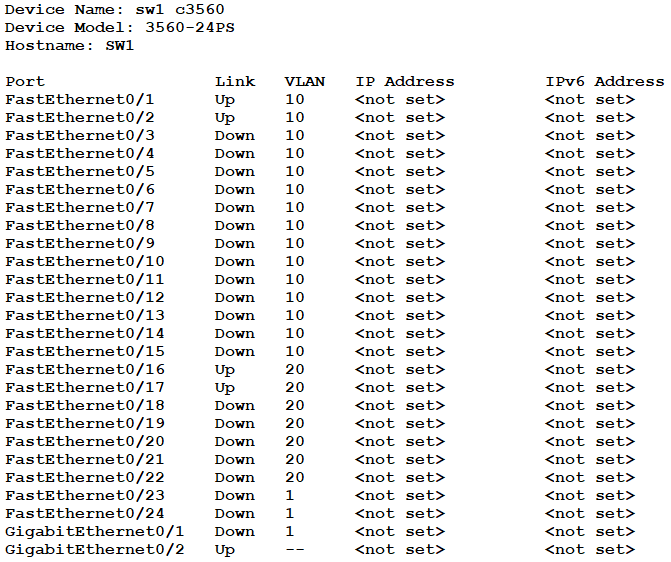 Device Name: sw1 c3560
Device Model: 3560-24PS
Hostname: SW1

Port Link VLAN IP Address IPv6 Address
FastEthernet0/1 Up 10 <not set> <not set>
FastEthernet0/2 Up 10 <not set> <not set>
FastEthernet0/3 Down 10 <not set> <not set>
FastEthernet0/4 Down 10 <not set> <not set>
FastEthernet0/5 Down 10 <not set> <not set>
FastEthernet0/6 Down 10 <not set> <not set>
FastEthernet0/7 Down 10 <not set> <not set>
FastEthernet0/8 Down 10 <not set> <not set>
FastEthernet0/9 Down 10 <not set> <not set>
FastEthernet0/10 Down 10 <not set> <not set>
FastEthernet0/11 Down 10 <not set> <not set>
FastEthernet0/12 Down 10 <not set> <not set>
FastEthernet0/13 Down 10 <not set> <not set>
FastEthernet0/14 Down 10 <not set> <not set>
FastEthernet0/15 Down 10 <not set> <not set>
FastEthernet0/16 Up 20 <not set> <not set>
FastEthernet0/17 Up 20 <not set> <not set>
FastEthernet0/18 Down 20 <not set> <not set>
FastEthernet0/19 Down 20 <not set> <not set>
FastEthernet0/20 Down 20 <not set> <not set>
FastEthernet0/21 Down 20 <not set> <not set>
FastEthernet0/22 Down 20 <not set> <not set>
FastEthernet0/23 Down 1 <not set> <not set>
FastEthernet0/24 Down 1 <not set> <not set>
GigabitEthernet0/1 Down 1 <not set> <not set>
GigabitEthernet0/2 Up -- <not set> <not set>